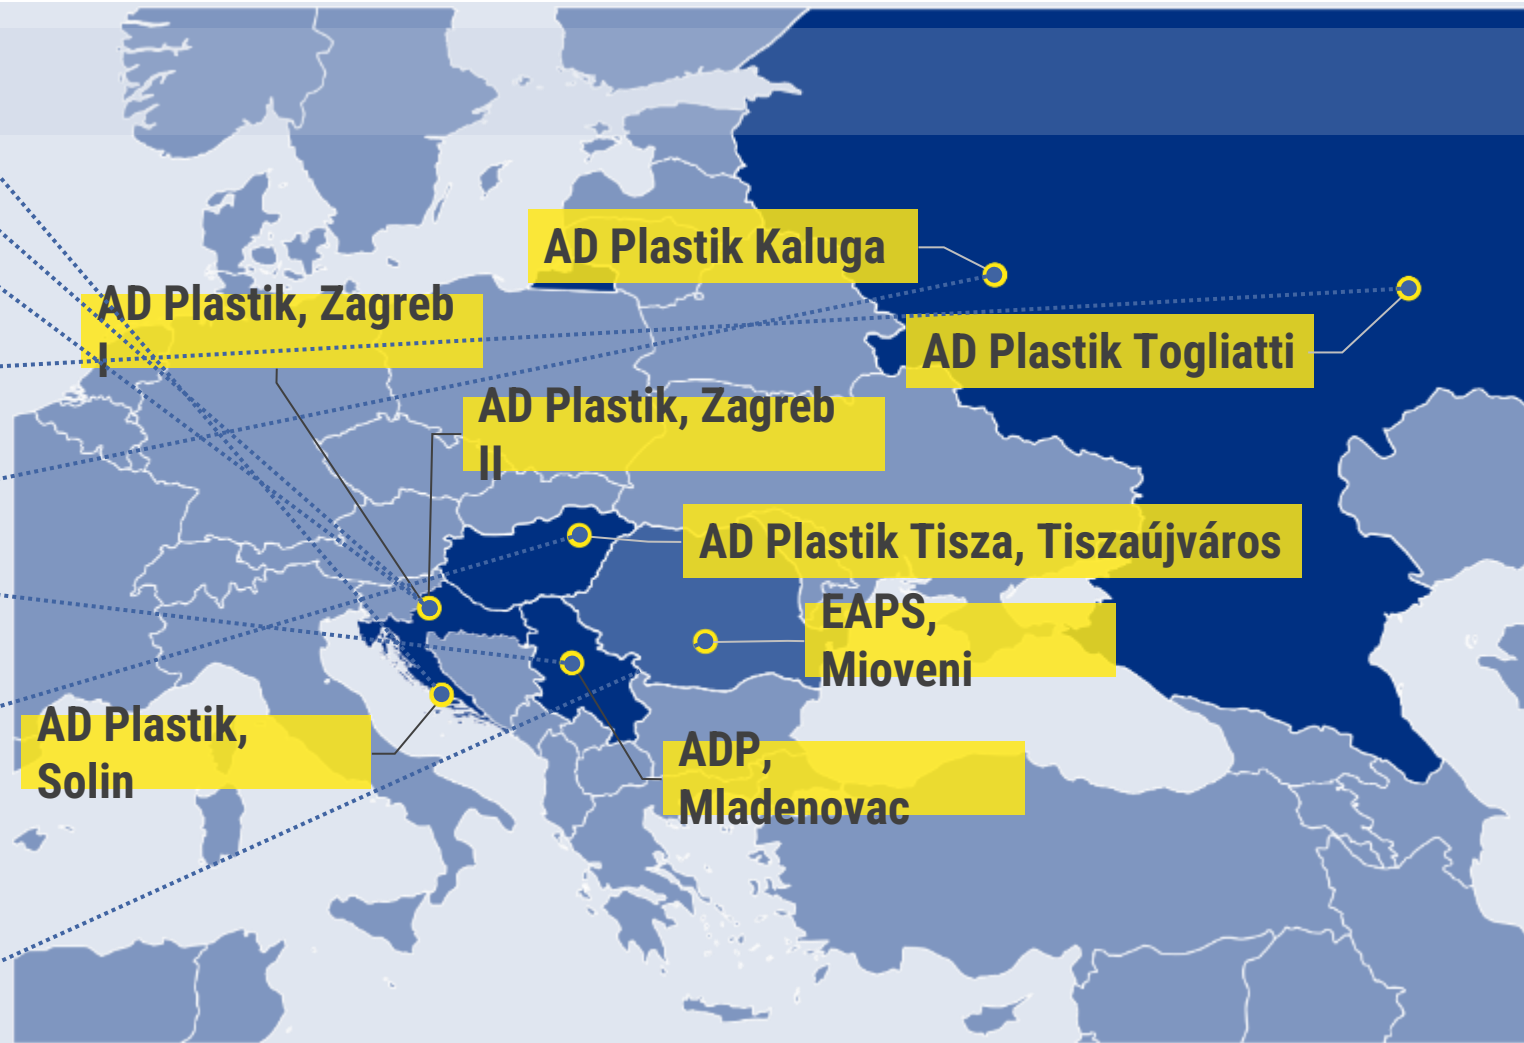 AD Plastik Kaluga
AD Plastik, Zagreb
I
AD Plastik Togliatti
AD Plastik, Zagreb
II
AD Plastik Tisza, Tiszaújváros
EAPS,
Mioveni
AD Plastik,
Solin
ADP,
Mladenovac